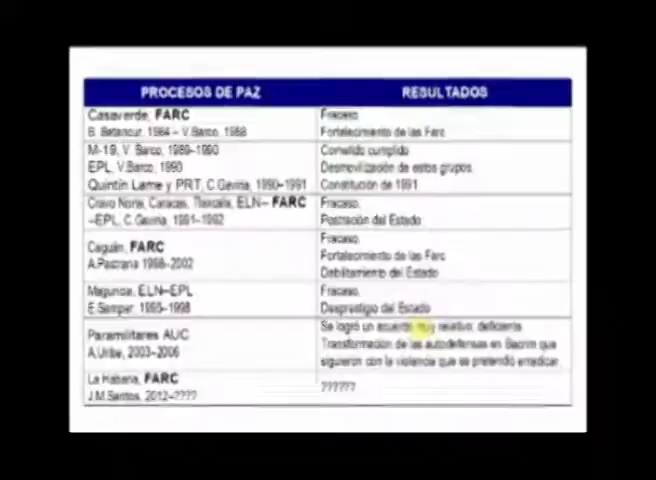 PROCESOS DE PAZ RESULTADOS
Casaverde, FARC Fracaso.
B. Betancur, 1984 – V.Barco, 1988 Fortalecimiento de las Farc
M-19, V. Barco, 1989-1990 Cometido cumplido
EPL, V.Barco, 1990 Desmovilización de estos grupos
Quintín Lame y PRT, C.Gaviria, 1990-1991 Constitución de 1991
Cravo Norte, Caracas, Tlaxcala, ELN– FARC Fracaso.
–EPL, C. Gaviria, 1991-1992 Postración del Estado
Caguán, FARC Fracaso.
A.Pastrana 1998-2002 Fortalecimiento de las Farc
Debilitamiento del Estado
Maguncia, ELN–EPL Fracaso.
E.Samper, 1995-1998 Desprestigio del Estado
Paramilitares AUC Se logró un acuerdo muy relativo, deficiente
A.Uribe, 2003-2006 Transformación de las autodefensas en Bacrim que
siguieron con la violencia que se pretendió erradicar
La Habana, FARC ??????
J.M.Santos, 2012-????